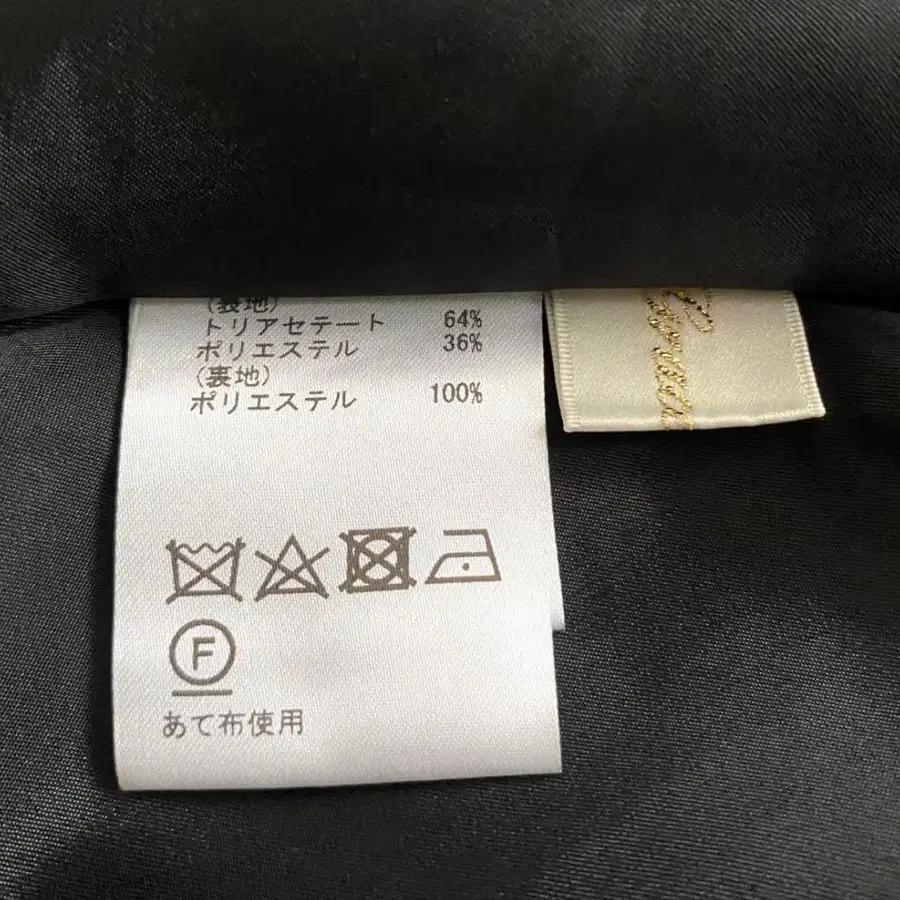 (表地)
トリアセテート 64%
ポリエステル 36%
(裏地)
ポリエステル 100%
F
あて布使用